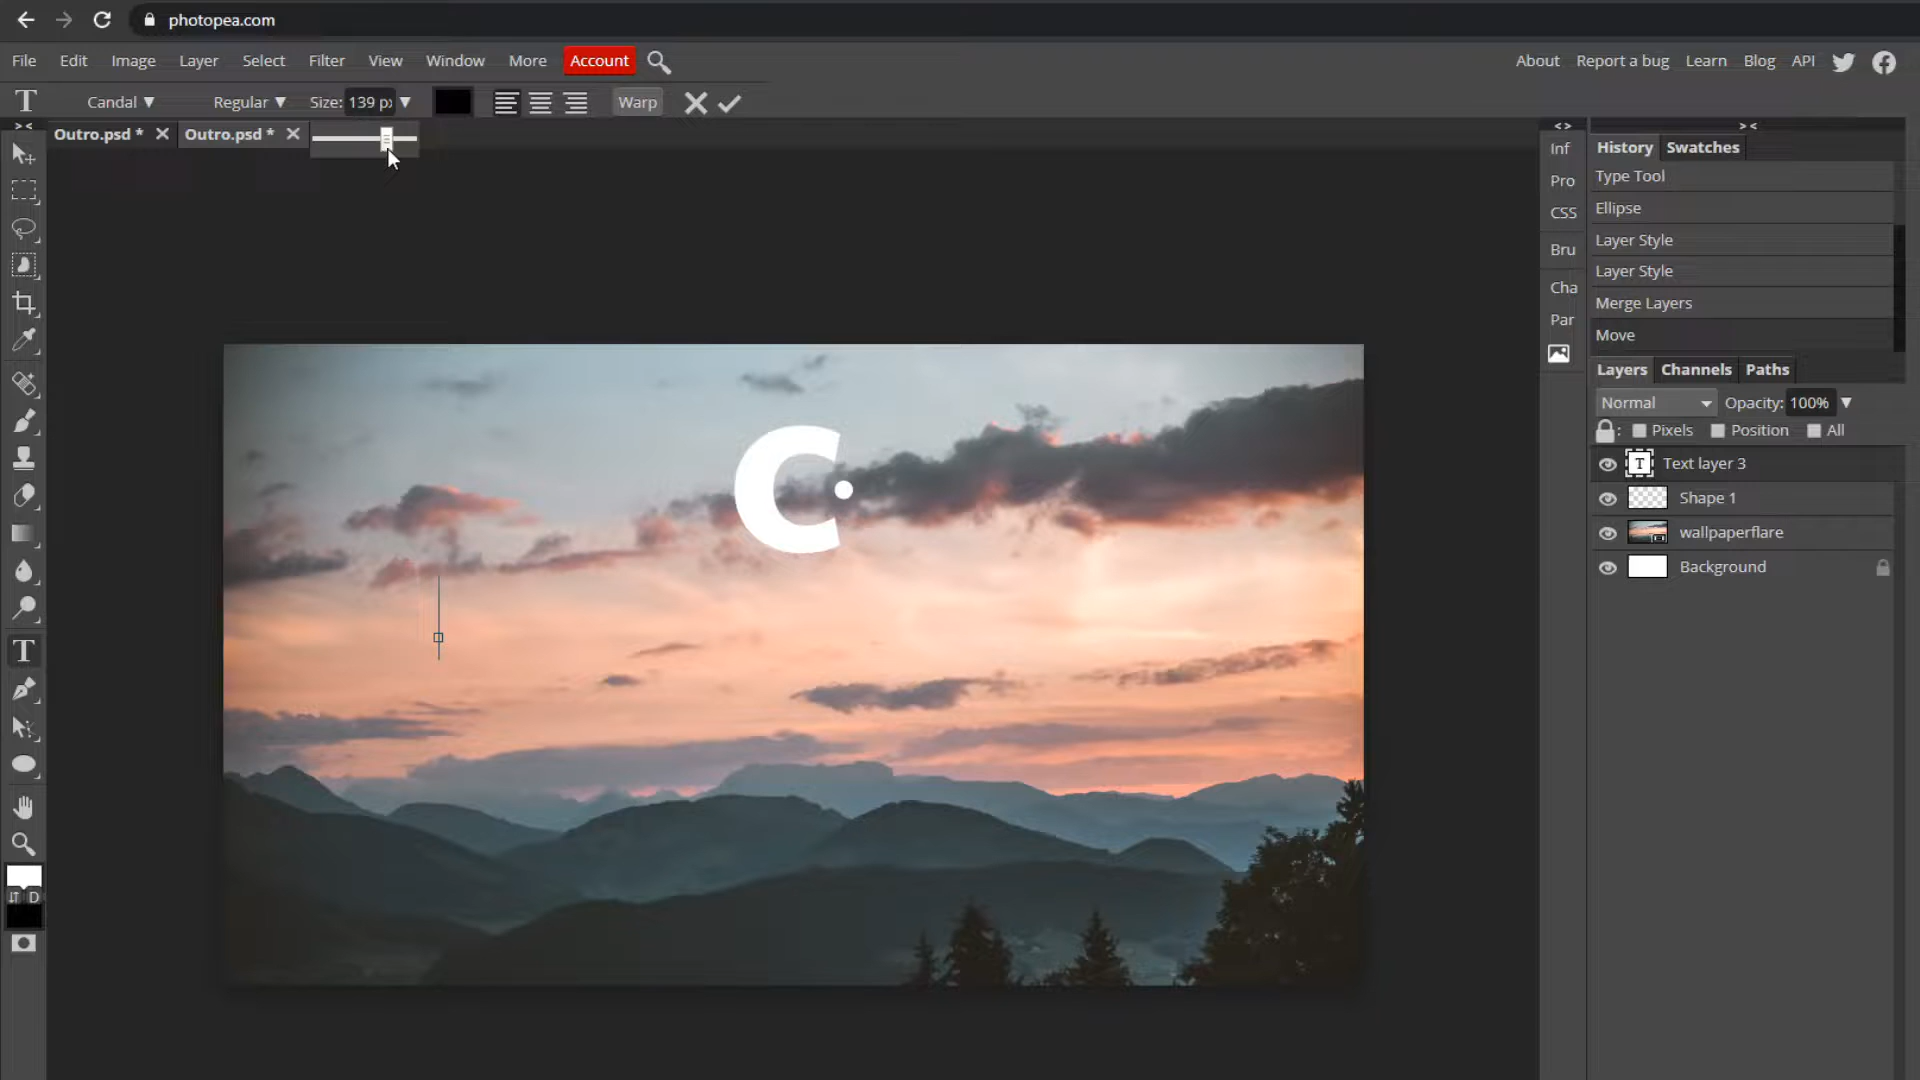 photopea.com
File Edit Image Layer Select Filter View Window More Account About Report a bug Learn Blog API
T Candal Regular Size: 139 px Warp
Outro.psd * Outro.psd *
Inf
Pro
CSS
Bru
Cha
Par
History Swatches
Type Tool
Ellipse
Layer Style
Layer Style
Merge Layers
Move
Layers Channels Paths
Normal Opacity: 100%
: Pixels Position All
T Text layer 3
Shape 1
wallpaperflare
Background
C
T
D